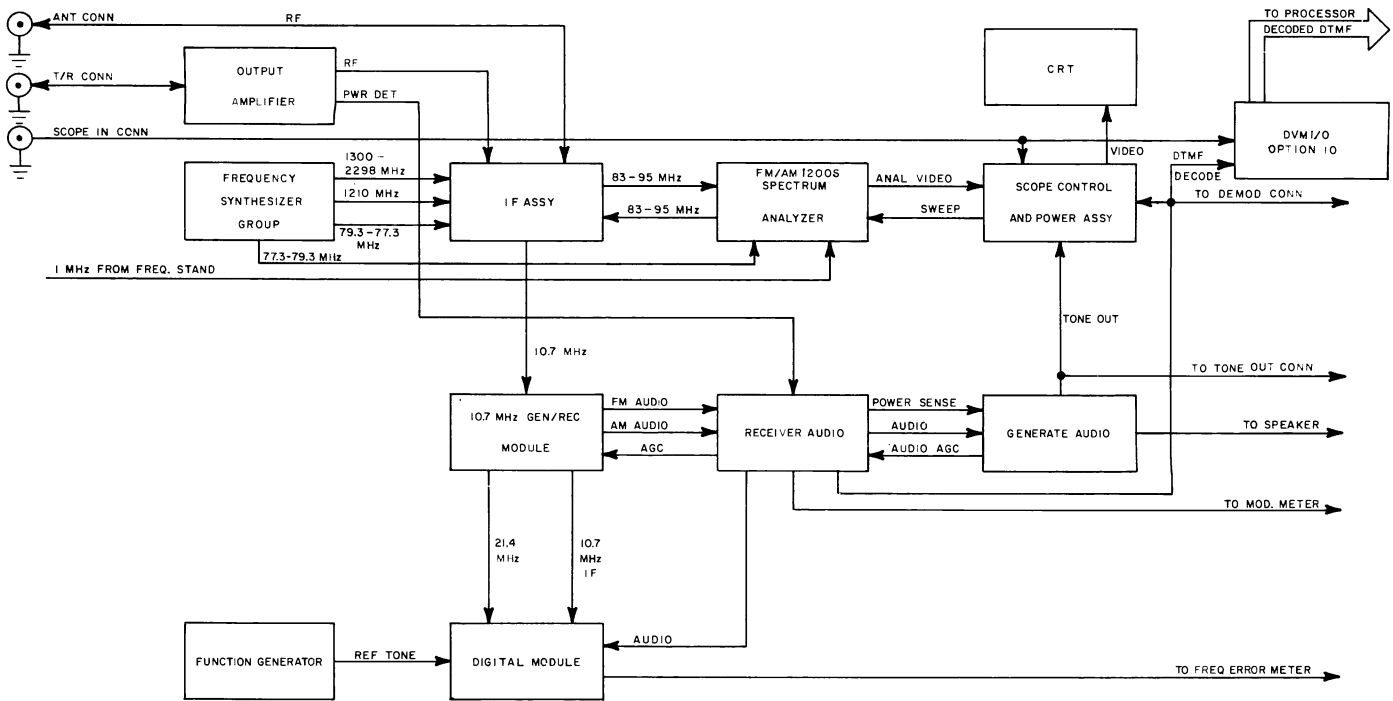 ANT CONN
RF
TO PROCESSOR
DECODED DTMF
T/R CONN
OUTPUT
AMPLIFIER
RF
PWR DET
CRT
SCOPE IN CONN
VIDEO
DTMF
DECODE
DVM I/O
OPTION 10
FREQUENCY
SYNTHESIZER
GROUP
1300 –
2298 MHz
1210 MHz
79.3–77.3
MHz
77.3-79.3 MHz
IF ASSY
83–95 MHz
83–95 MHz
FM/AM 1200S
SPECTRUM
ANALYZER
ANAL VIDEO
SWEEP
SCOPE CONTROL
AND POWER ASSY
TO DEMOD CONN
1 MHz FROM FREQ. STAND
TONE OUT
10.7 MHz
TO TONE OUT CONN
10.7 MHz GEN/REC
MODULE
FM AUDIO
AM AUDIO
AGC
RECEIVER AUDIO
POWER SENSE
AUDIO
AUDIO AGC
GENERATE AUDIO
TO SPEAKER
TO MOD. METER
21.4
MHz
10.7
MHz
IF
FUNCTION GENERATOR
REF TONE
DIGITAL MODULE
AUDIO
TO FREQ ERROR METER